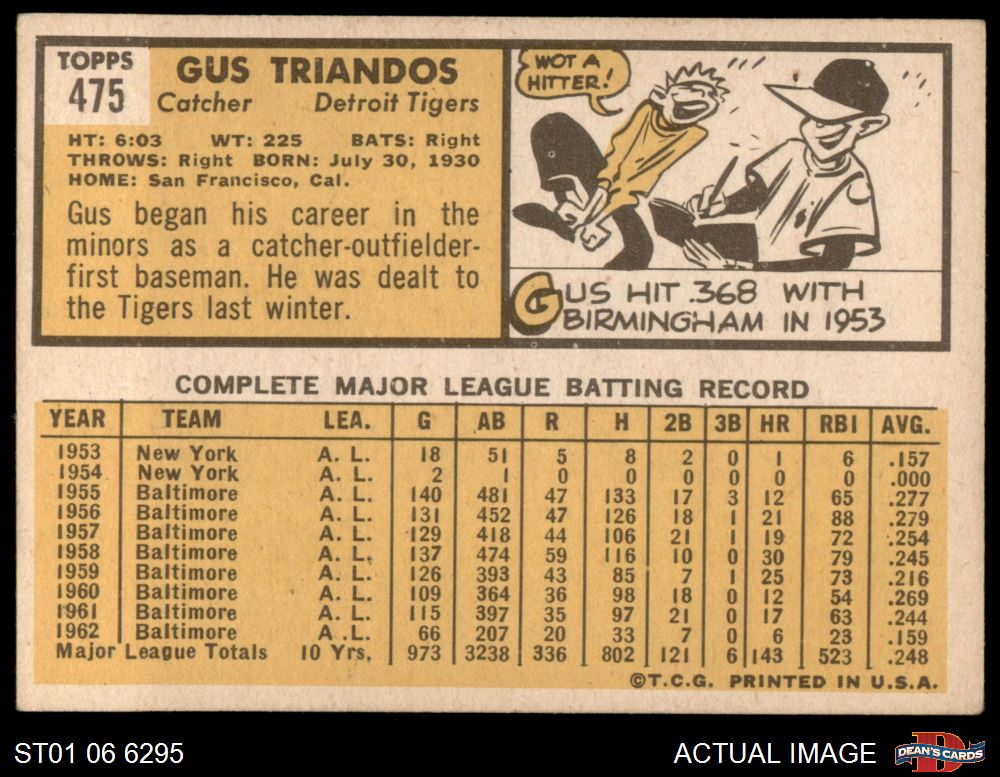 TOPPS
475
GUS TRIANDOS
Catcher Detroit Tigers
HT: 6:03 WT: 225 BATS: Right
THROWS: Right BORN: July 30, 1930
HOME: San Francisco, Cal.
Gus began his career in the
minors as a catcher-outfielder-
first baseman. He was dealt to
the Tigers last winter.
WOT A
HITTER!
GUS HIT .368 WITH
BIRMINGHAM IN 1953
COMPLETE MAJOR LEAGUE BATTING RECORD
YEAR TEAM LEA. G AB R H 2B 3B HR RBI AVG.
1953 New York A. L. 18 51 5 8 2 0 1 6 .157
1954 New York A. L. 2 1 0 0 0 0 0 0 .000
1955 Baltimore A. L. 140 481 47 133 17 3 12 65 .277
1956 Baltimore A. L. 131 452 47 126 18 1 21 88 .279
1957 Baltimore A. L. 129 418 44 106 21 1 19 72 .254
1958 Baltimore A. L. 137 474 59 116 10 0 30 79 .245
1959 Baltimore A. L. 126 393 43 85 7 1 25 73 .216
1960 Baltimore A. L. 109 364 36 98 18 0 12 54 .269
1961 Baltimore A. L. 115 397 35 97 21 0 17 63 .244
1962 Baltimore A .L. 66 207 20 33 7 0 6 23 .159
Major League Totals 10 Yrs. 973 3238 336 802 121 6 143 523 .248
©T.C.G. PRINTED IN U.S.A.
ST01 06 6295
ACTUAL IMAGE
D
DEAN'S CARDS